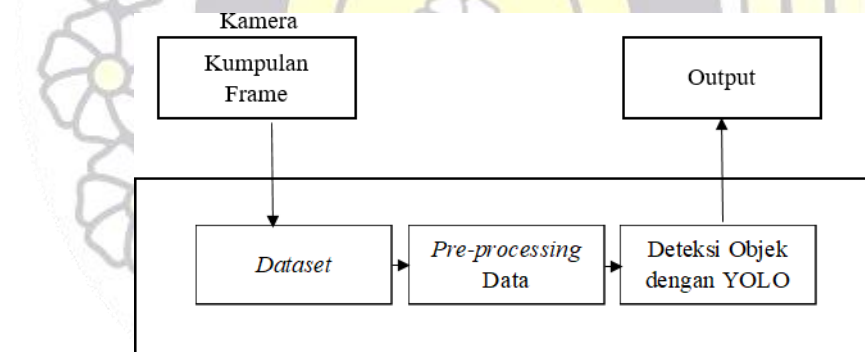 Kamera
Kumpulan
Frame
Output
Dataset
Pre-processing
Data
Deteksi Objek
dengan YOLO